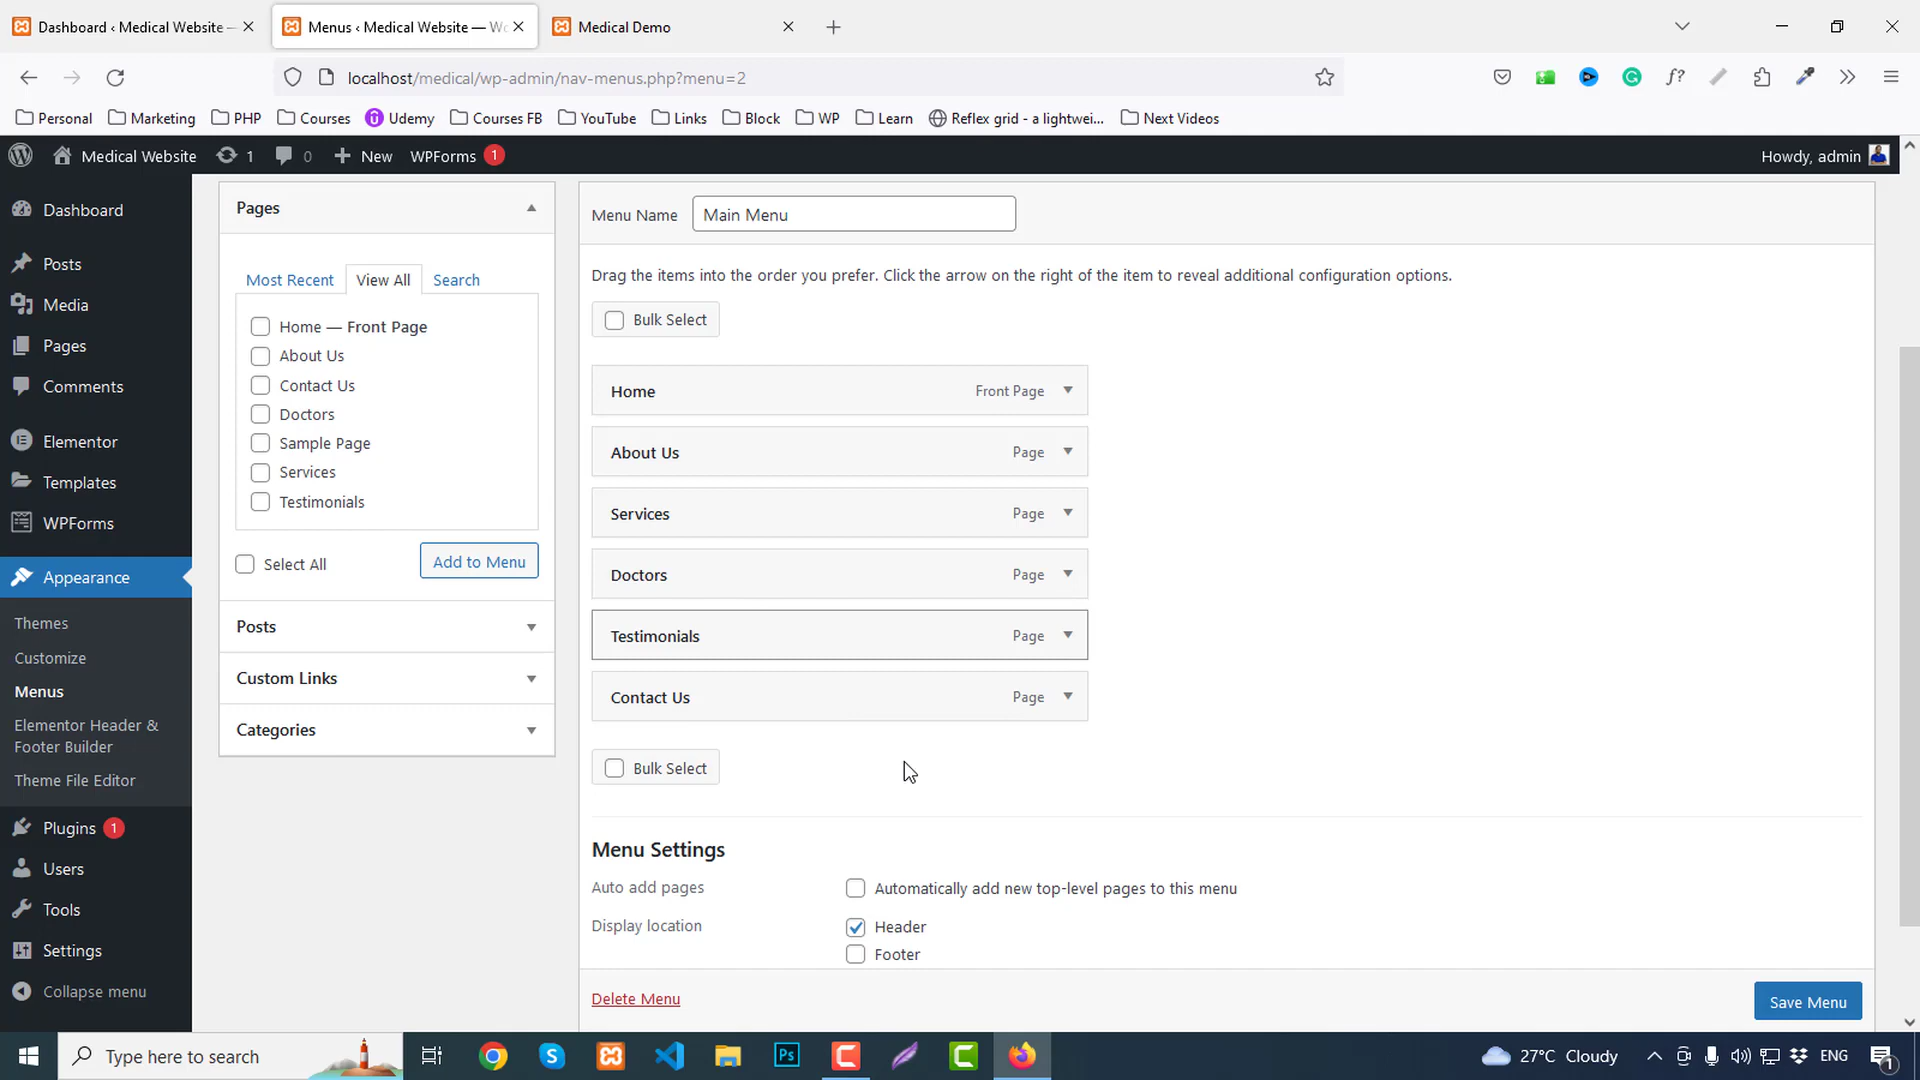 Dashboard ‹ Medical Website —
Menus ‹ Medical Website — Wo
Medical Demo
localhost/medical/wp-admin/nav-menus.php?menu=2
f?
Personal
Marketing
PHP
Courses
Udemy
Courses FB
YouTube
Links
Block
WP
Learn
Reflex grid - a lightwei...
Next Videos
Medical Website
1
0
New
WPForms 1
Howdy, admin
Dashboard
Posts
Media
Pages
Comments
Elementor
Templates
WPForms
Appearance
Themes
Customize
Menus
Elementor Header &
Footer Builder
Theme File Editor
Plugins 1
Users
Tools
Settings
Collapse menu
Pages
Most Recent
View All
Search
Home — Front Page
About Us
Contact Us
Doctors
Sample Page
Services
Testimonials
Select All
Add to Menu
Posts
Custom Links
Categories
Menu Name
Main Menu
Drag the items into the order you prefer. Click the arrow on the right of the item to reveal additional configuration options.
Bulk Select
Home Front Page
About Us Page
Services Page
Doctors Page
Testimonials Page
Contact Us Page
Bulk Select
Menu Settings
Auto add pages
Automatically add new top-level pages to this menu
Display location
Header
Footer
Delete Menu
Save Menu
Type here to search
Ps
27°C Cloudy
ENG
1